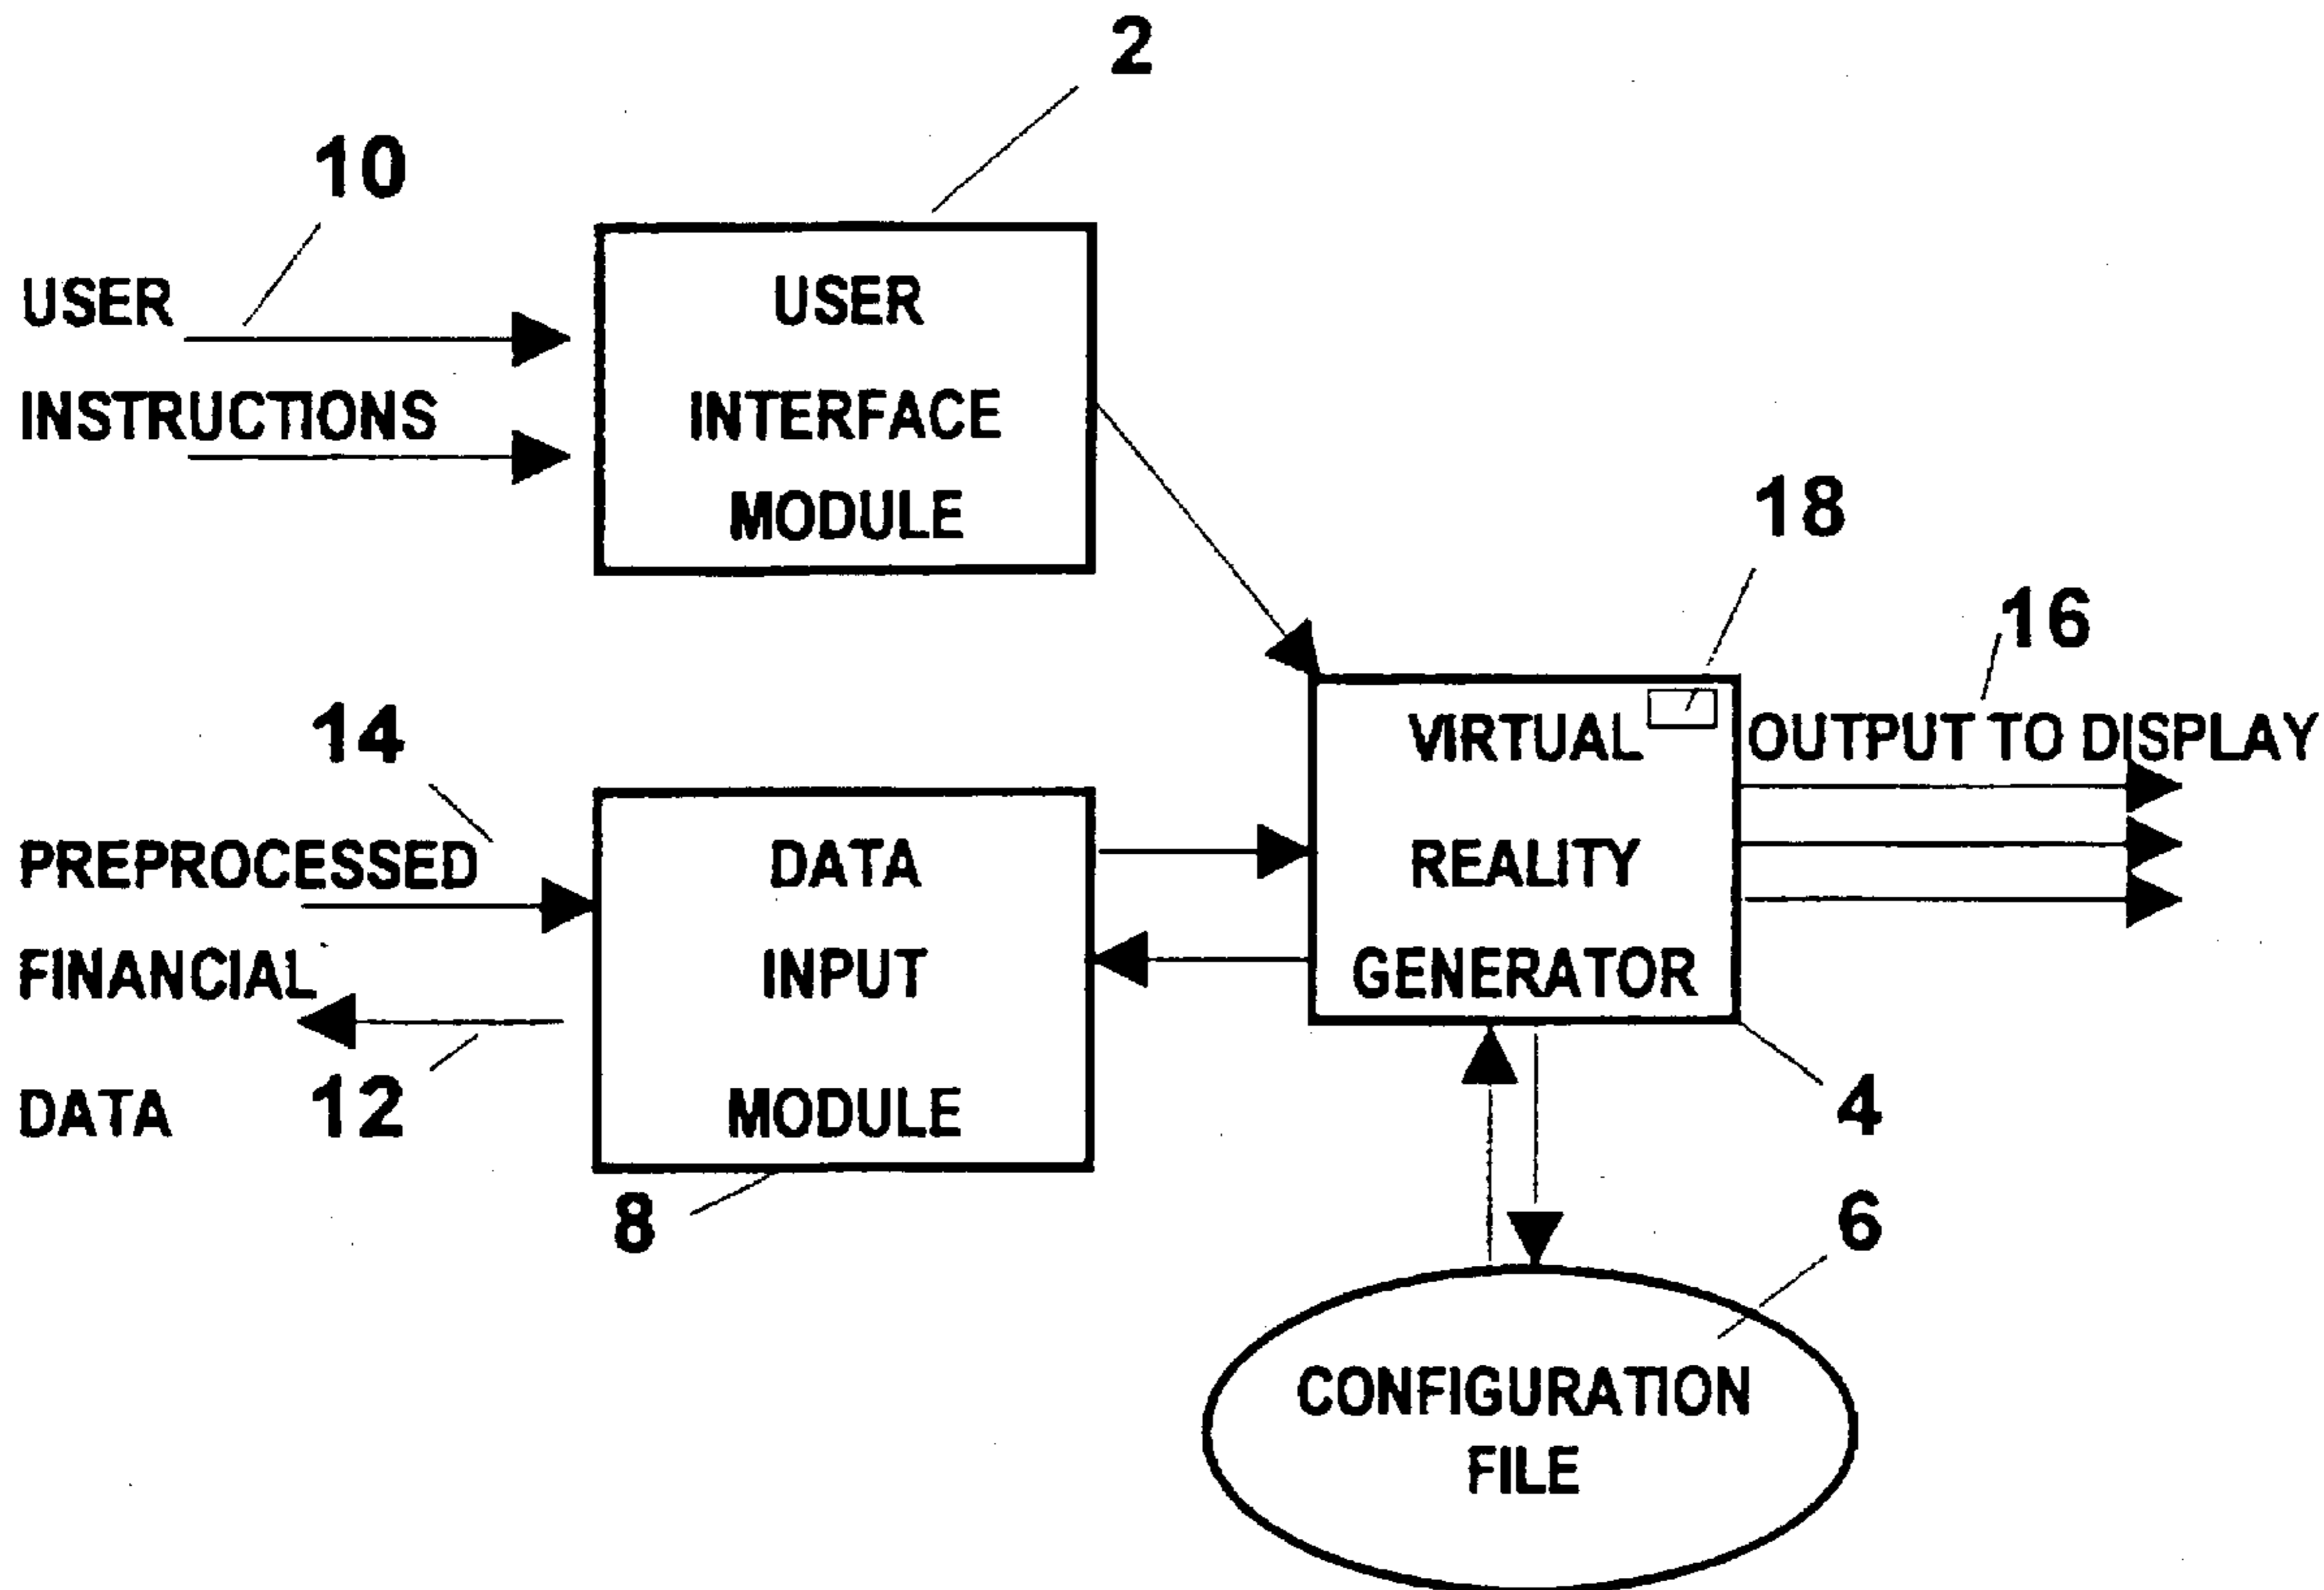 2
10
USER
INSTRUCTIONS
USER
INTERFACE
MODULE
18
16
14
PREPROCESSED
FINANCIAL
DATA
12
DATA
INPUT
MODULE
8
VIRTUAL
REALITY
GENERATOR
OUTPUT TO DISPLAY
4
6
CONFIGURATION
FILE